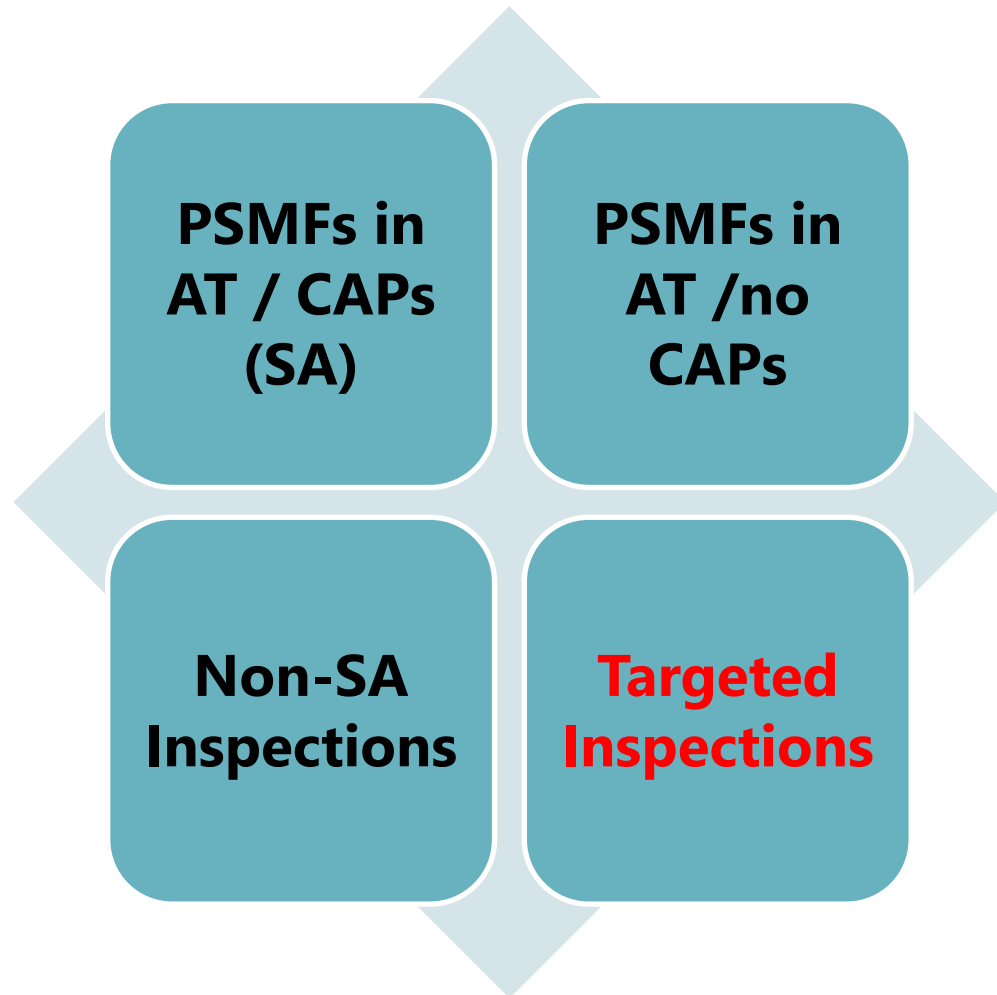 PSMFs in
AT / CAPs
(SA)
PSMFs in
AT /no
CAPs
Non-SA
Inspections
Targeted
Inspections